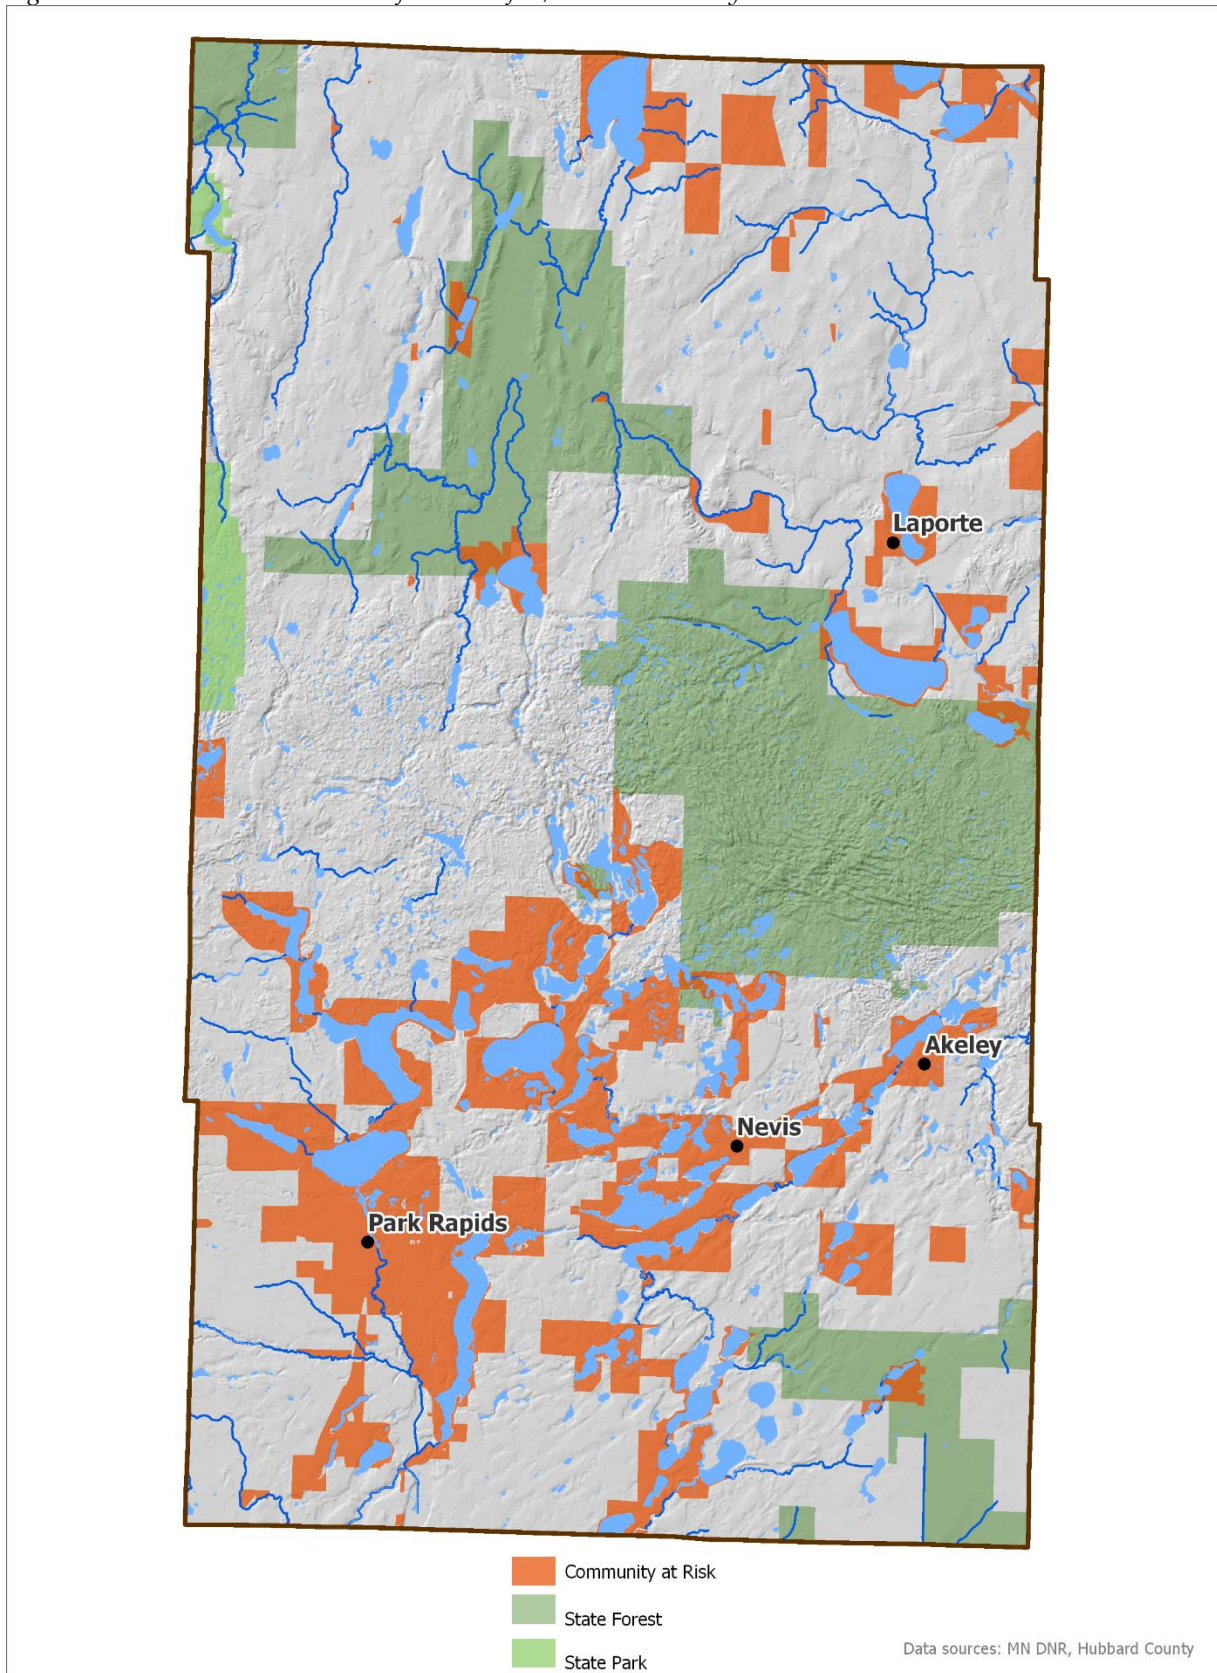 Laporte
Akeley
Nevis
Park Rapids
Community at Risk
State Forest
State Park
Data sources: MN DNR, Hubbard County